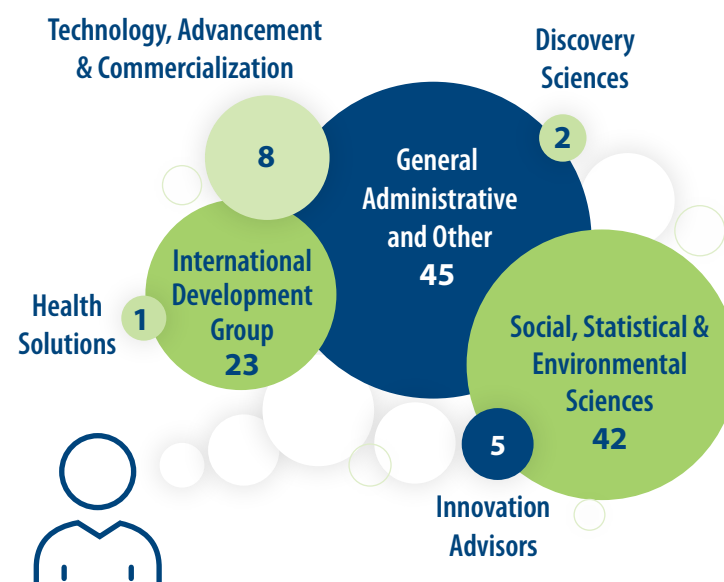 Technology, Advancement
& Commercialization
8
Discovery
Sciences
2
General
Administrative
and Other
45
International
Development
Group
23
Health
Solutions
1
Social, Statistical &
Environmental
Sciences
42
5
Innovation
Advisors